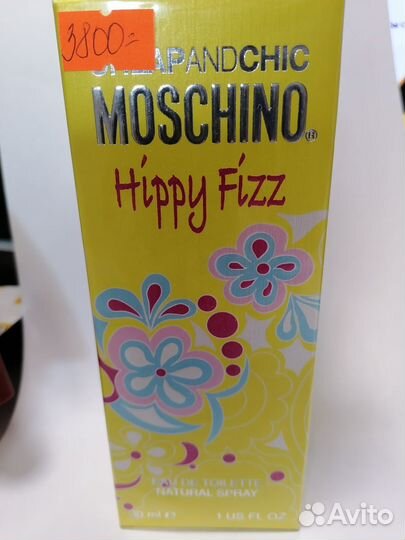 3800=
CHEAPANDCHIC
MOSCHINO®
Hippy Fizz
EAU DE TOILETTE
NATURAL SPRAY
30 ml e 1 US FL OZ
Avito